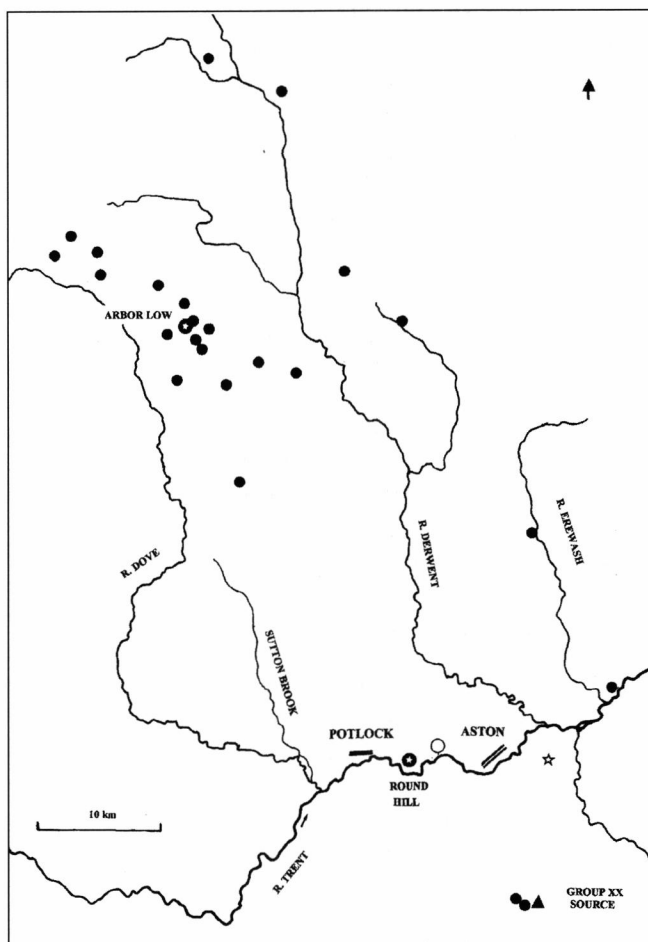 ARBOR LOW
R. DOVE
R. DERWENT
R. EREWASH
SUTTON BROOK
POTLOCK
ASTON
ROUND
HILL
10 km
R. TRENT
GROUP XX
SOURCE